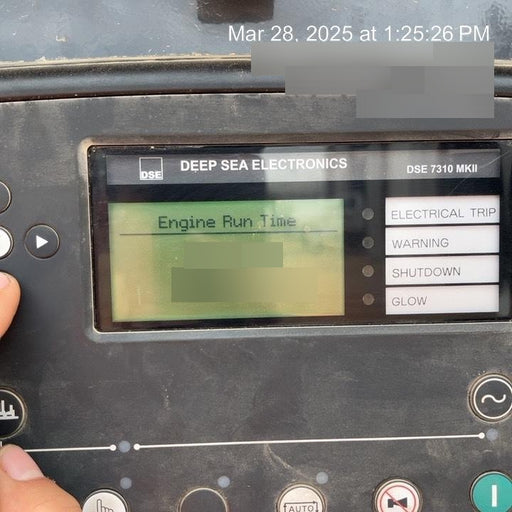 Mar 28, 2025 at 1:25:26 PM
DSE
DEEP SEA ELECTRONICS
DSE 7310 MKII
Engine Run Time
ELECTRICAL TRIP
WARNING
SHUTDOWN
GLOW
AUTO